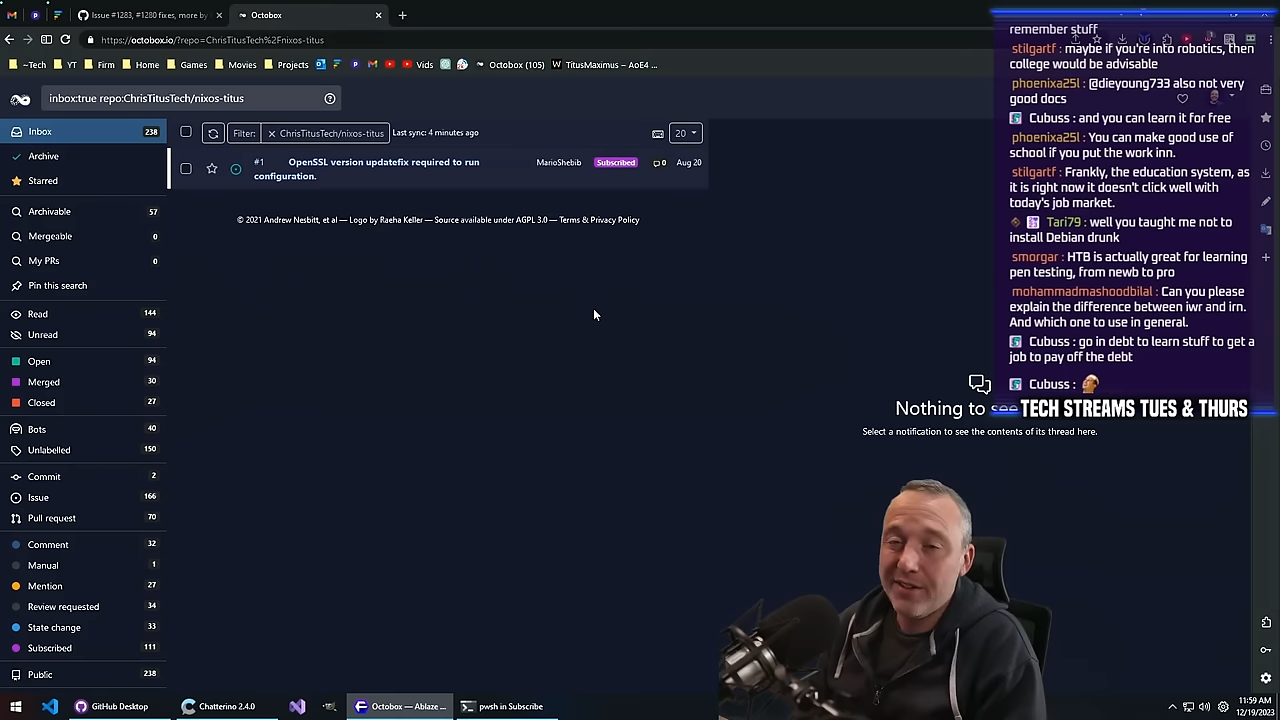 Issue #1283, #1280 fixes, more by
Octobox
https://octobox.io/?repo=ChrisTitusTech%2Fnixos-titus
~Tech
YT
Firm
Home
Games
Movies
Projects
Vids
Octobox (105)
TitusMaximus – AoE4 ...
inbox:true repo:ChrisTitusTech/nixos-titus
Inbox 238
Archive
Starred
Archivable 57
Mergeable 0
My PRs 0
Pin this search
Read 144
Unread 94
Open 94
Merged 30
Closed 27
Bots 40
Unlabelled 150
Commit 2
Issue 166
Pull request 70
Comment 32
Manual 1
Mention 27
Review requested 34
State change 33
Subscribed 111
Public 238
Filter: × ChrisTitusTech/nixos-titus Last sync: 4 minutes ago
20
#1 OpenSSL version updatefix required to run
configuration.
MarioShebib Subscribed 0 Aug 20
© 2021 Andrew Nesbitt, et al — Logo by Raeha Keller — Source available under AGPL 3.0 — Terms & Privacy Policy
Nothing to see
Select a notification to see the contents of its thread here.
remember stuff
stilgartf : maybe if you're into robotics, then
college would be advisable
phoenixa25l : @dieyoung733 also not very
good docs
Cubuss : and you can learn it for free
phoenixa25l : You can make good use of
school if you put the work inn.
stilgartf : Frankly, the education system, as
it is right now it doesn't click well with
today's job market.
Tari79 : well you taught me not to
install Debian drunk
smorgar : HTB is actually great for learning
pen testing, from newb to pro
mohammadmashoodbilal : Can you please
explain the difference between iwr and irn.
And which one to use in general.
Cubuss : go in debt to learn stuff to get a
job to pay off the debt
Cubuss :
TECH STREAMS TUES & THURS
GitHub Desktop
Chatterino 2.4.0
Octobox — Ablaze ...
pwsh in Subscribe
11:59 AM
12/19/2023